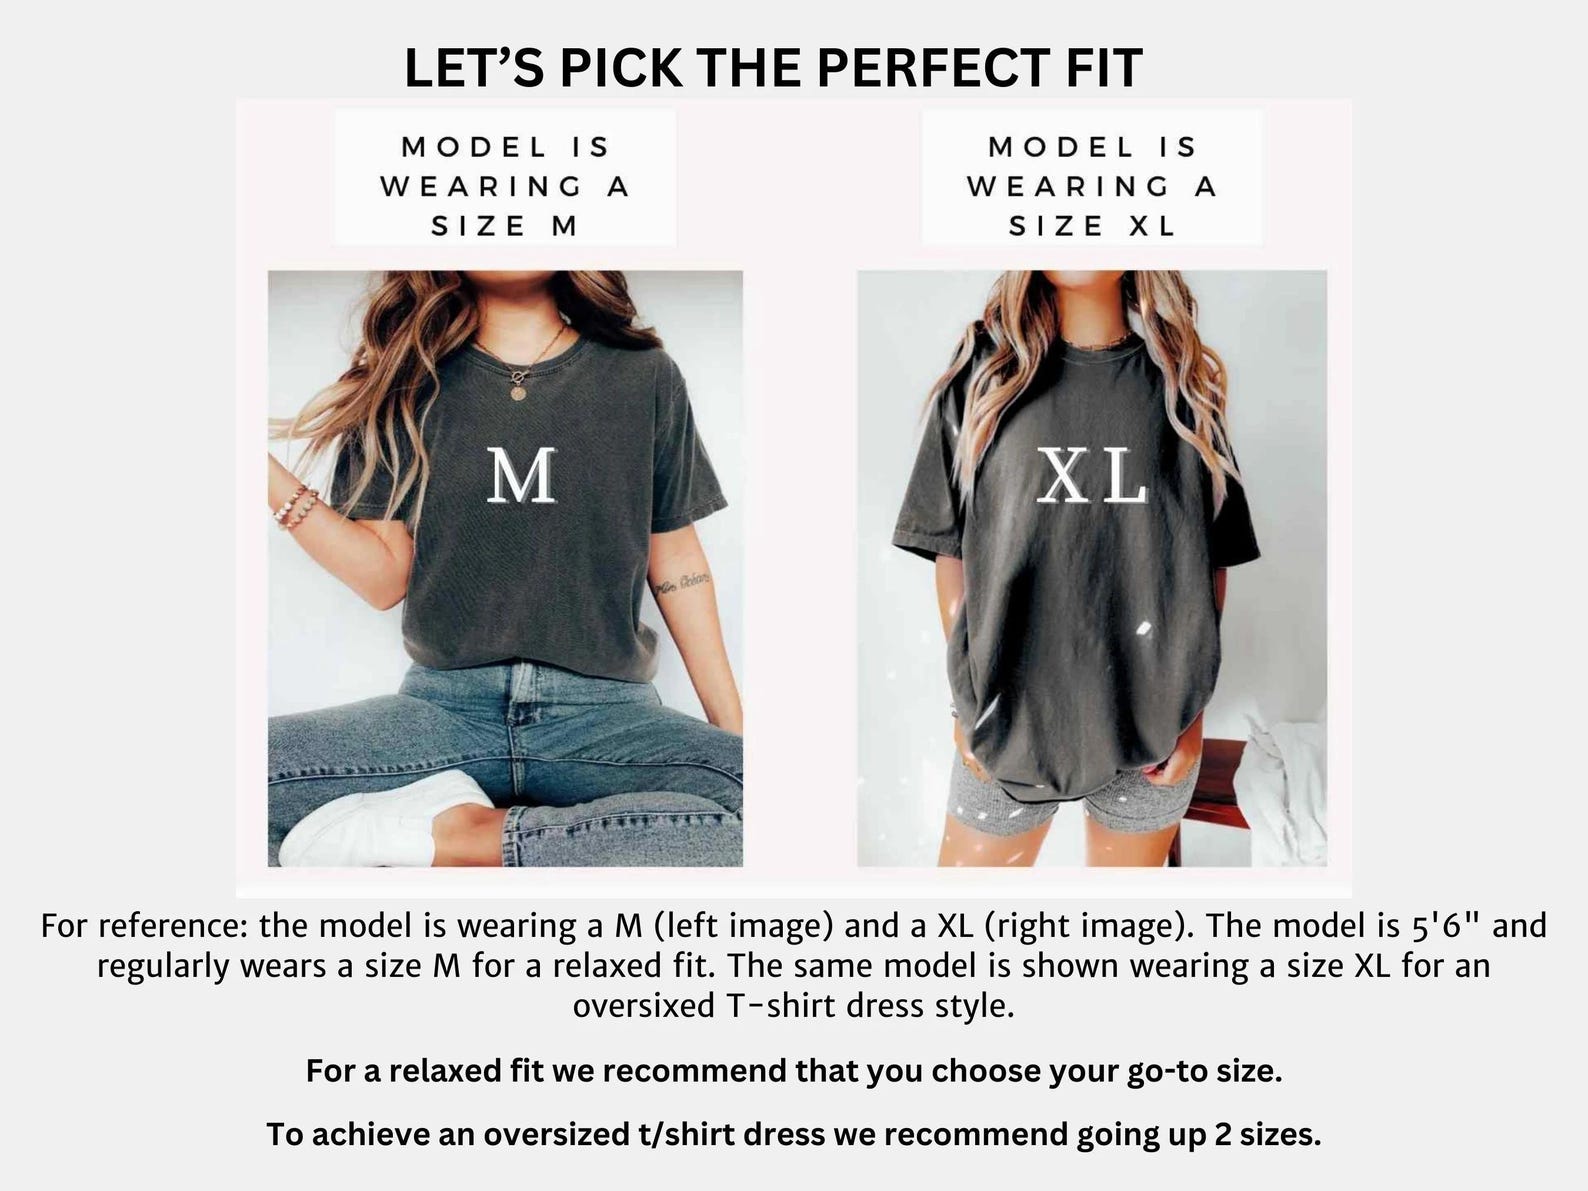 LET’S PICK THE PERFECT FIT
MODEL IS
WEARING A
SIZE M
MODEL IS
WEARING A
SIZE XL
M
XL
For reference: the model is wearing a M (left image) and a XL (right image). The model is 5'6" and
regularly wears a size M for a relaxed fit. The same model is shown wearing a size XL for an
oversixed T-shirt dress style.
For a relaxed fit we recommend that you choose your go-to size.
To achieve an oversized t/shirt dress we recommend going up 2 sizes.